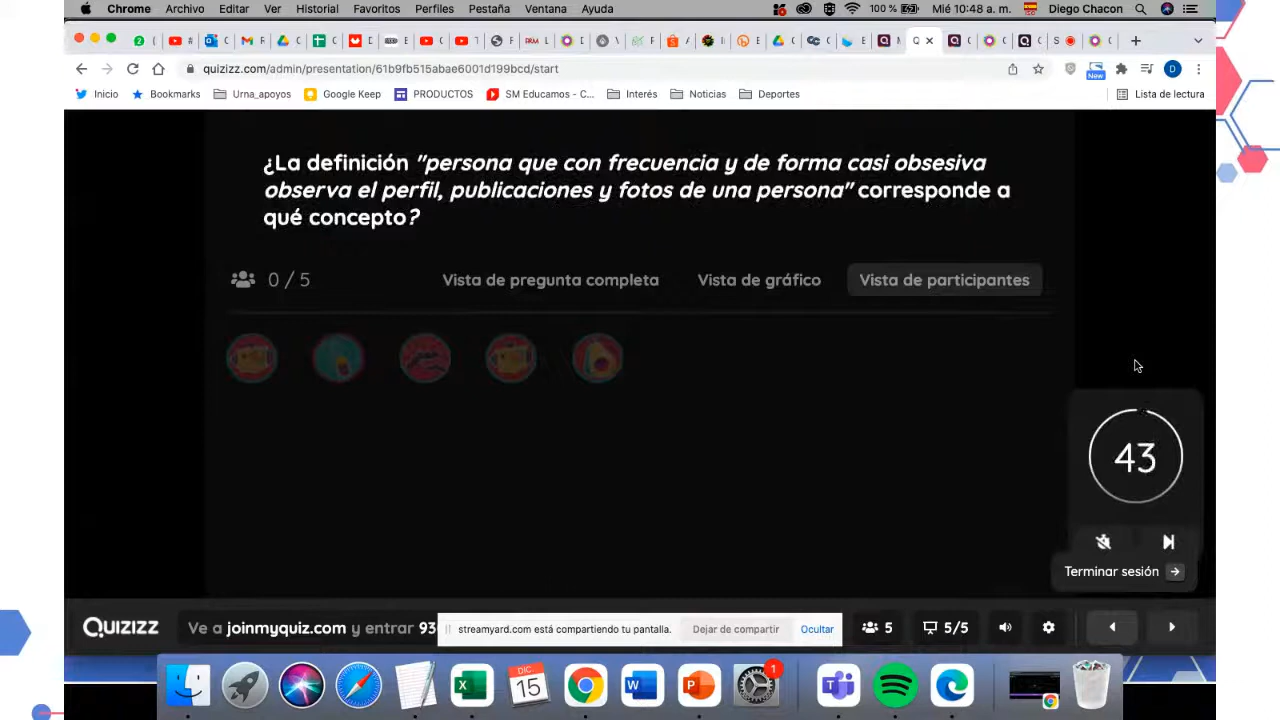 Chrome Archivo Editar Ver Historial Favoritos Perfiles Pestaña Ventana Ayuda 100 % Mié 10:48 a. m. Diego Chacon
quizizz.com/admin/presentation/61b9fb515abae6001d199bcd/start
New
D
Inicio Bookmarks Urna_apoyos Google Keep PRODUCTOS SM Educamos - C... Interés Noticias Deportes Lista de lectura
¿La definición "persona que con frecuencia y de forma casi obsesiva
observa el perfil, publicaciones y fotos de una persona" corresponde a
qué concepto?
0 / 5 Vista de pregunta completa Vista de gráfico Vista de participantes
43
Terminar sesión
Quizizz Ve a joinmyquiz.com y entrar 93
streamyard.com está compartiendo tu pantalla. Dejar de compartir Ocultar
5 5/5
DIC.
15
1